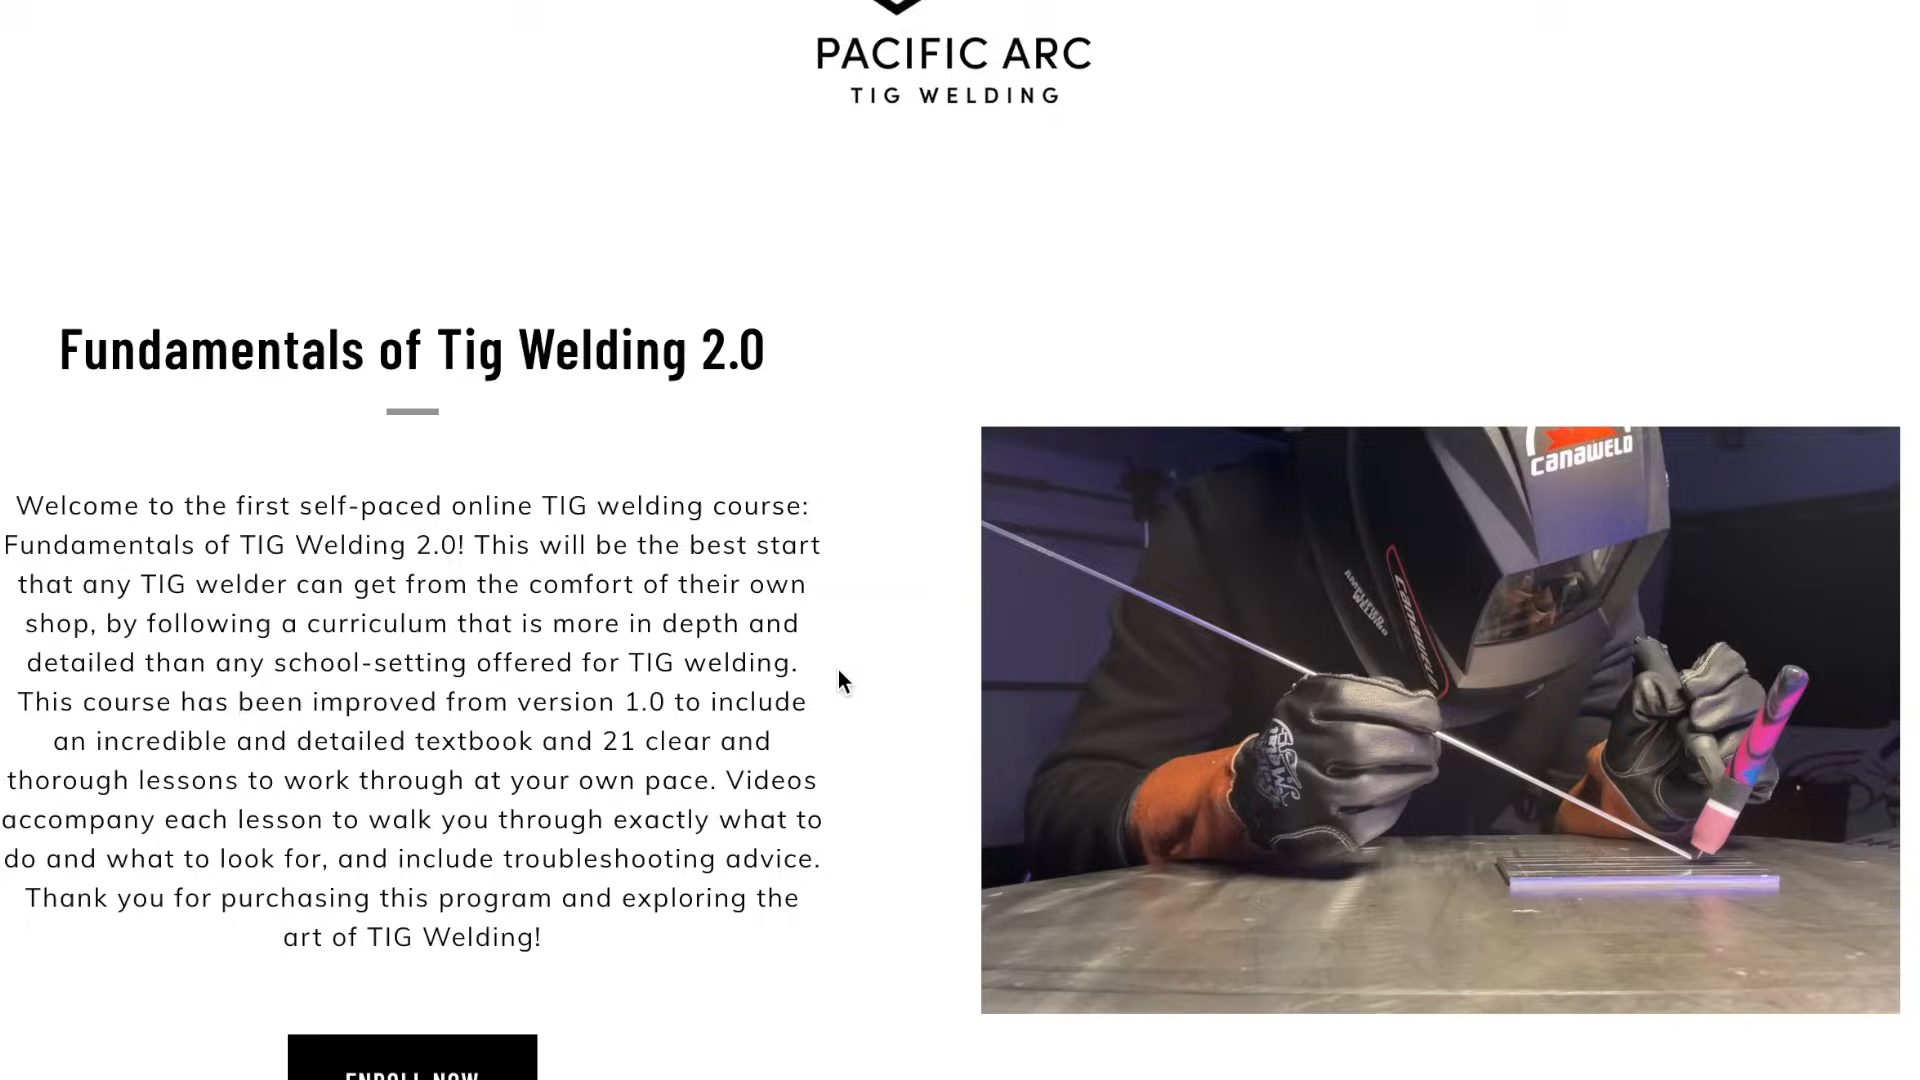 PACIFIC ARC
TIG WELDING
Fundamentals of Tig Welding 2.0
Welcome to the first self-paced online TIG welding course:
Fundamentals of TIG Welding 2.0! This will be the best start
that any TIG welder can get from the comfort of their own
shop, by following a curriculum that is more in depth and
detailed than any school-setting offered for TIG welding.
This course has been improved from version 1.0 to include
an incredible and detailed textbook and 21 clear and
thorough lessons to work through at your own pace. Videos
accompany each lesson to walk you through exactly what to
do and what to look for, and include troubleshooting advice.
Thank you for purchasing this program and exploring the
art of TIG Welding!
ENROLL NOW
canaweld
canaweld